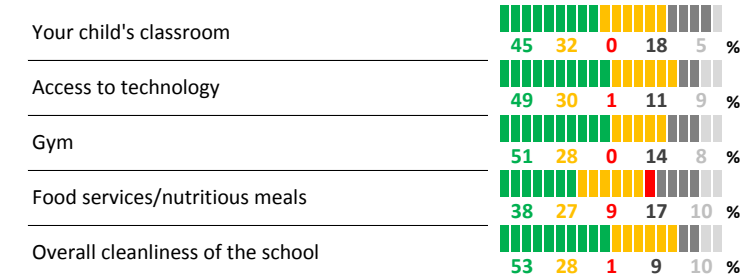 Your child's classroom
45 32 0 18 5 %
Access to technology
49 30 1 11 9 %
Gym
51 28 0 14 8 %
Food services/nutritious meals
38 27 9 17 10 %
Overall cleanliness of the school
53 28 1 9 10 %